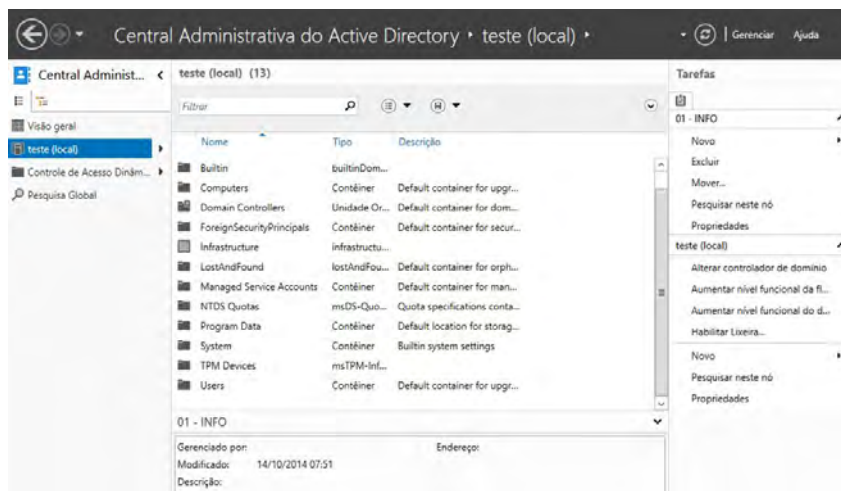 Central Administrativa do Active Directory • teste (local) •
Gerenciar Ajuda
Central Administ...
Visão geral
teste (local)
Controle de Acesso Dinâm...
Pesquisa Global
teste (local) (13)
Filtrar
Nome Tipo Descrição
Builtin builtinDom...
Computers Contêiner Default container for upgr...
Domain Controllers Unidade Or... Default container for dom...
ForeignSecurityPrincipals Contêiner Default container for secur...
Infrastructure infrastructu...
LostAndFound lostAndFou... Default container for orph...
Managed Service Accounts Contêiner Default container for man...
NTDS Quotas msDS-Quo... Quota specifications conta...
Program Data Contêiner Default location for storag...
System Contêiner Builtin system settings
TPM Devices msTPM-Inf...
Users Contêiner Default container for upgr...
01 - INFO
Gerenciado por: Endereço:
Modificado: 14/10/2014 07:51
Descrição:
Tarefas
01 - INFO
Novo
Excluir
Mover...
Pesquisar neste nó
Propriedades
teste (local)
Alterar controlador de domínio
Aumentar nível funcional da fl...
Aumentar nível funcional do d...
Habilitar Lixeira...
Novo
Pesquisar neste nó
Propriedades